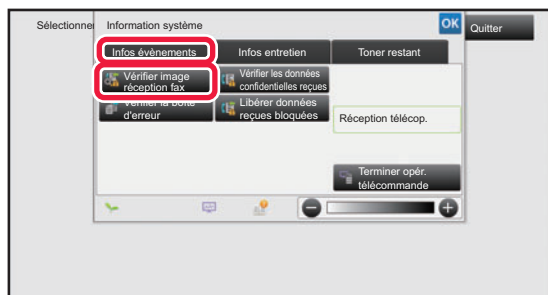 Sélectionne
Information système
OK
Quitter
Infos évènements
Infos entretien
Toner restant
Vérifier image
réception fax
Vérifier les données
confidentielles reçues
Vérifier la boîte
d'erreur
Libérer données
reçues bloquées
Réception télécop.
Terminer opér.
télécommande